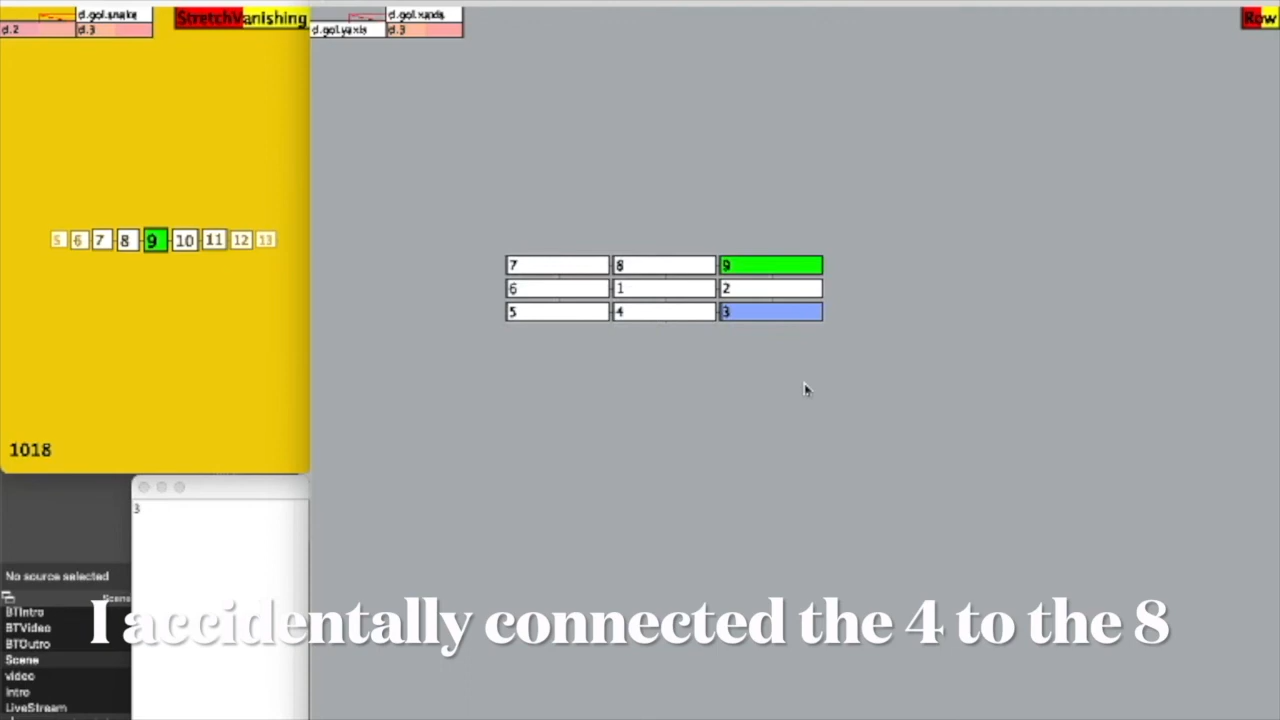 d.gol.snake
d.2 d.3
StretchVanishing
d.gol.yaxis d.3
Row
5 6 7 8 9 10 11 12 13
7 8 9
6 1 2
5 4 3
1018
3
No source selected
Scene
BTIntro
BTVideo
BTOutro
Scene
video
Intro
LiveStream
I accidentally connected the 4 to the 8